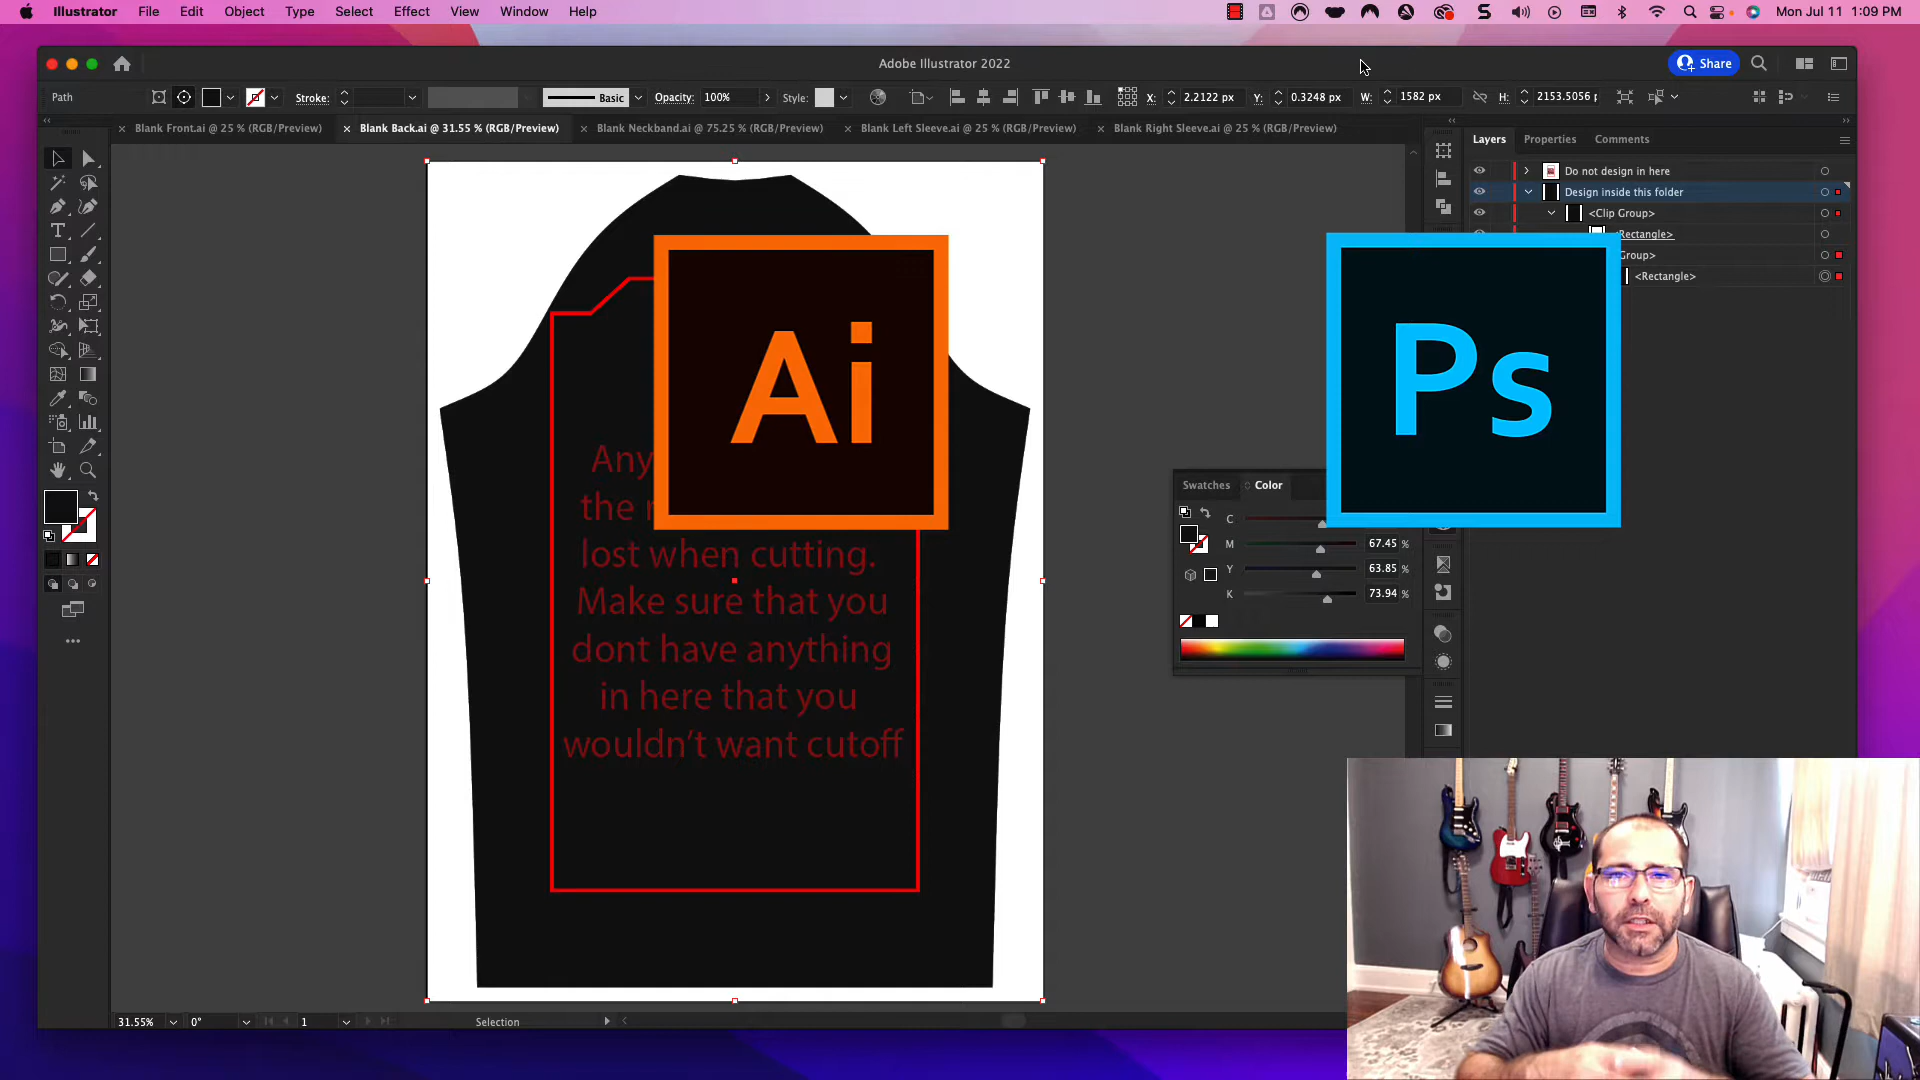 Illustrator File Edit Object Type Select Effect View Window Help
Mon Jul 11 1:09 PM
Adobe Illustrator 2022
Share
Path
Stroke:
Basic
Opacity: 100%
Style:
X: 2.2122 px
Y: 0.3248 px
W: 1582 px
H: 2153.5056 p
Blank Front.ai @ 25 % (RGB/Preview)
Blank Back.ai @ 31.55 % (RGB/Preview)
Blank Neckband.ai @ 75.25 % (RGB/Preview)
Blank Left Sleeve.ai @ 25 % (RGB/Preview)
Blank Right Sleeve.ai @ 25 % (RGB/Preview)
Layers Properties Comments
Do not design in here
Design inside this folder
<Clip Group>
Rectangle>
Group>
<Rectangle>
Ai
Ps
Any
the
lost when cutting.
Make sure that you
dont have anything
in here that you
wouldn't want cutoff
Swatches Color
C
M 67.45 %
Y 63.85 %
K 73.94 %
31.55% 0° 1 Selection